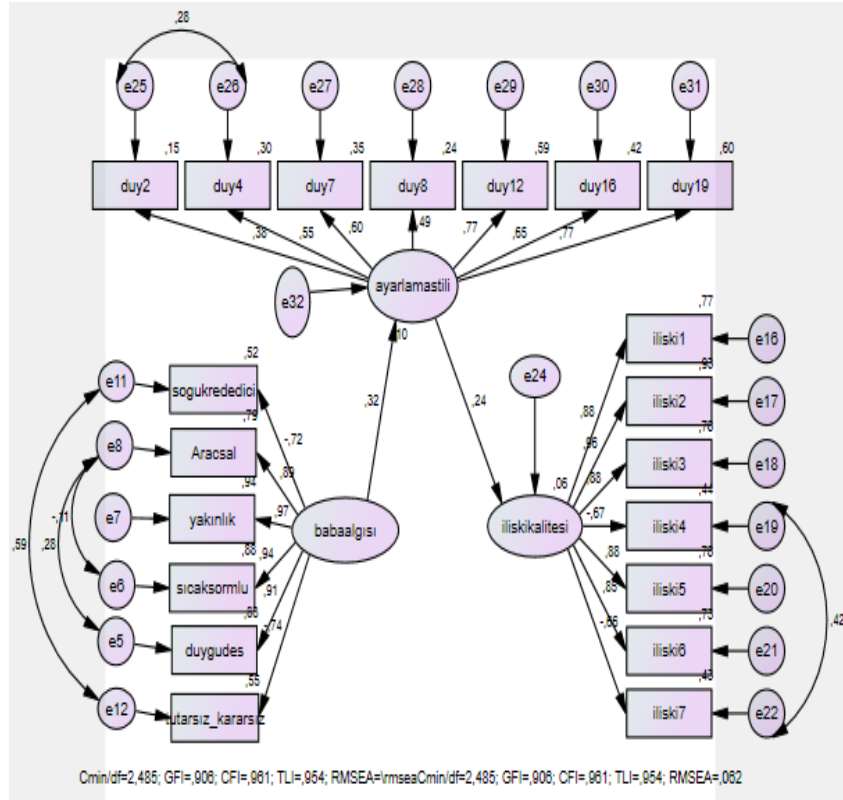 ,28
e25 e26 e27 e28 e29 e30 e31
,15 ,30 ,35 ,24 ,59 ,42 ,60
duy2 duy4 duy7 duy8 duy12 duy16 duy19
,38 ,55 ,60 ,49 ,77 ,65 ,77
ayarlamastili
e32
,10
,32 ,24
e24
,52
e11 sogukrededici
-,72
,79
e8 Aracsal
,89
,94
e7 yakınlık
,97
babaalgısı
,88
e6 sıcaksormlu
,94
,91
e5 duygudes
-,74
,55
e12 tutarsız_kararsız
-,11
,28
,59
,06
iliskikalitesi
,77
iliski1 e16
,88
,93
iliski2 e17
,96
iliski3 e18
,88
,44
iliski4 e19
-,67
iliski5 e20
,88
,73
iliski6 e21
,85
,43
iliski7 e22
,42
Cmin/df=2,485; GFI=,906; CFI=,961; TLI=,954; RMSEA=\rmseaCmin/df=2,485; GFI=,906; CFI=,961; TLI=,954; RMSEA=,062